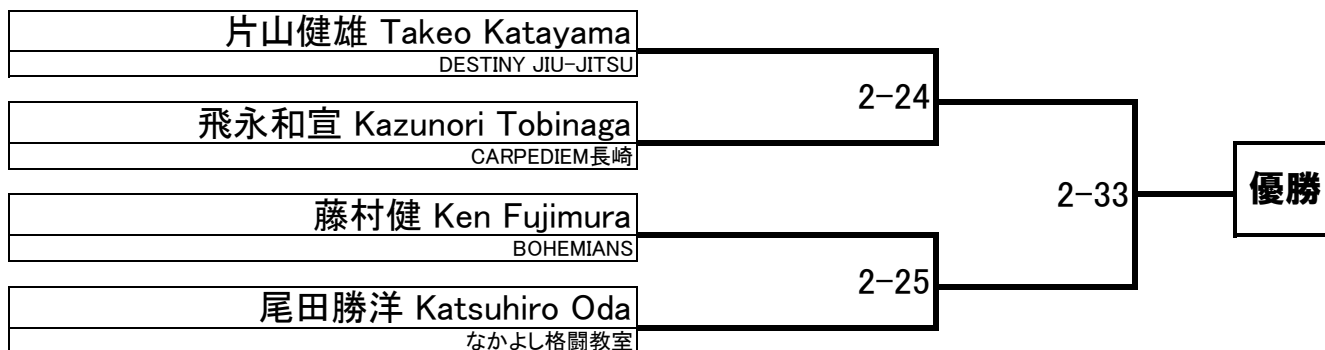 片山健雄 Takeo Katayama
DESTINY JIU-JITSU
2-24
飛永和宣 Kazunori Tobinaga
CARPEDIEM長崎
2-33
優勝
藤村健 Ken Fujimura
BOHEMIANS
2-25
尾田勝洋 Katsuhiro Oda
なかよし格闘教室